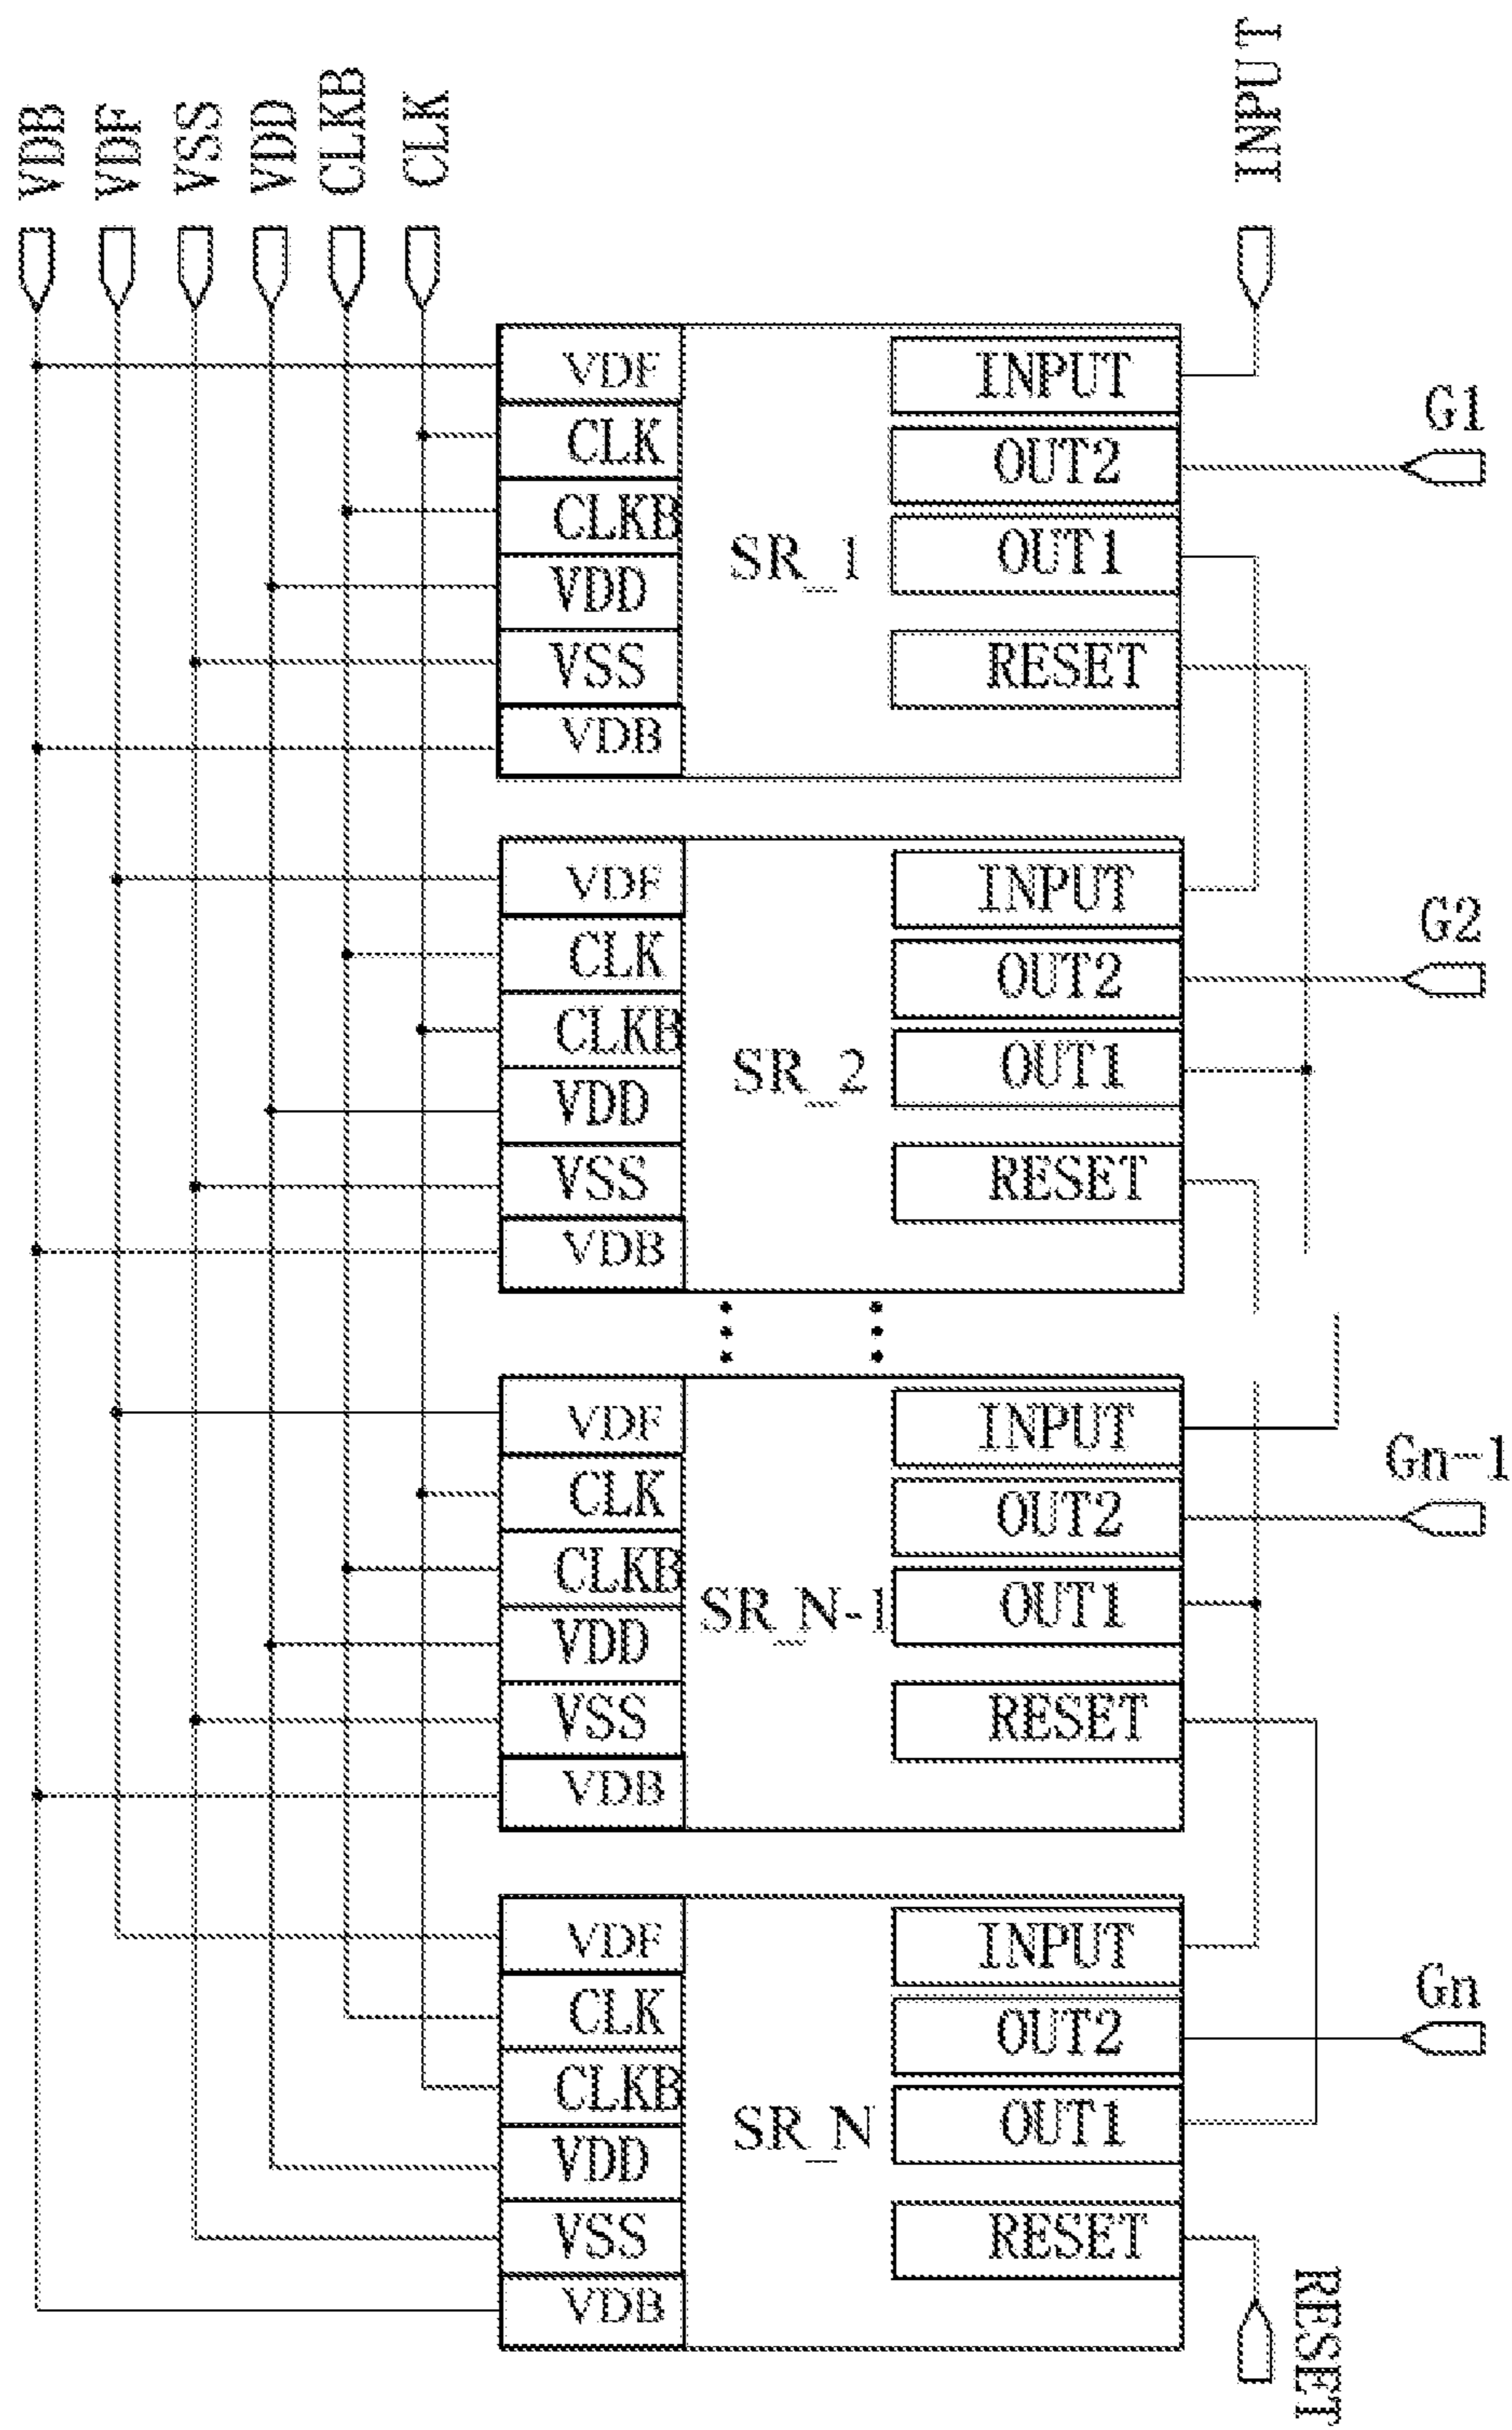 VDB
VDF
VSS
VDD
CLKB
CLK
INPUT
VDF
CLK
CLKB
VDD
VSS
VDB
SR_1
INPUT
OUT2
OUT1
RESET
G1
VDF
CLK
CLKB
VDD
VSS
VDB
SR_2
INPUT
OUT2
OUT1
RESET
G2
VDF
CLK
CLKB
VDD
VSS
VDB
SR_N-1
INPUT
OUT2
OUT1
RESET
Gn-1
VDF
CLK
CLKB
VDD
VSS
VDB
SR_N
INPUT
OUT2
OUT1
RESET
Gn
RESET